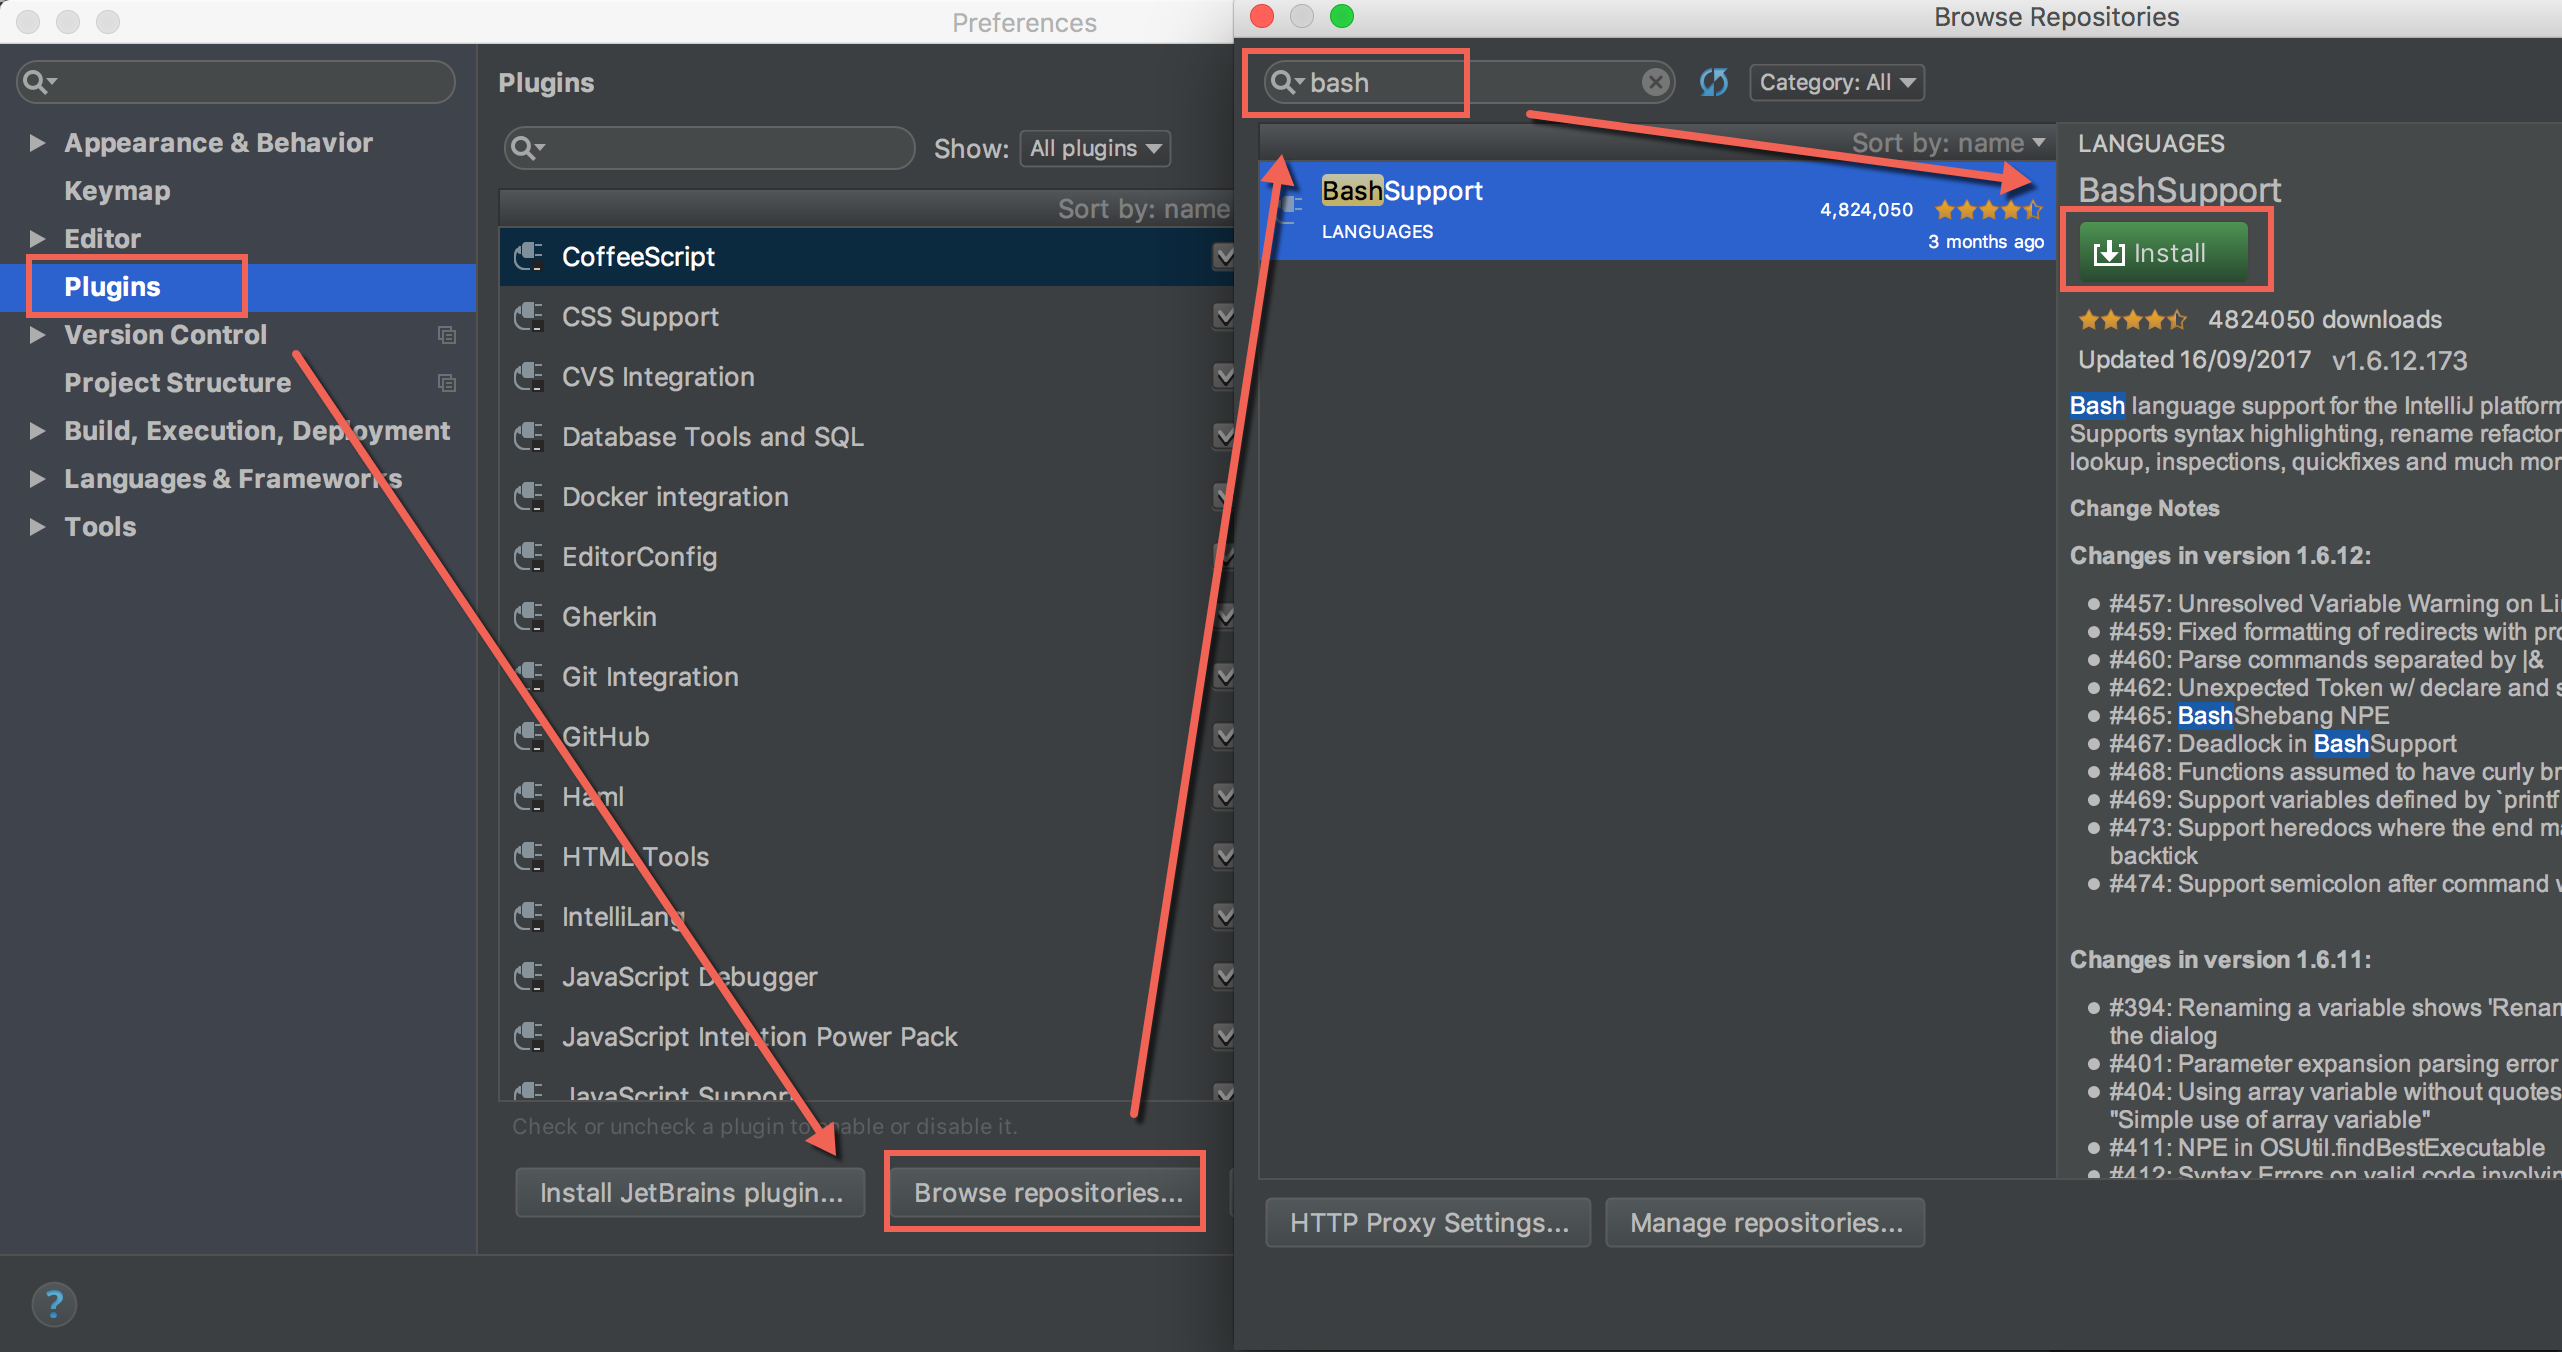 Preferences
Appearance & Behavior
Keymap
Editor
Plugins
Version Control
Project Structure
Build, Execution, Deployment
Languages & Frameworks
Tools
?
Plugins
Show: All plugins
Sort by: name
CoffeeScript
CSS Support
CVS Integration
Database Tools and SQL
Docker integration
EditorConfig
Gherkin
Git Integration
GitHub
Haml
HTML Tools
IntelliLang
JavaScript Debugger
JavaScript Intention Power Pack
JavaScript Support
Check or uncheck a plugin to enable or disable it.
Install JetBrains plugin...
Browse repositories...
Browse Repositories
bash
Category: All
Sort by: name
BashSupport
LANGUAGES
4,824,050
3 months ago
HTTP Proxy Settings...
Manage repositories...
LANGUAGES
BashSupport
Install
4824050 downloads
Updated 16/09/2017 v1.6.12.173
Bash language support for the IntelliJ platform
Supports syntax highlighting, rename refactor
lookup, inspections, quickfixes and much mor
Change Notes
Changes in version 1.6.12:
#457: Unresolved Variable Warning on Li
#459: Fixed formatting of redirects with pro
#460: Parse commands separated by |&
#462: Unexpected Token w/ declare and s
#465: BashShebang NPE
#467: Deadlock in BashSupport
#468: Functions assumed to have curly br
#469: Support variables defined by `printf
#473: Support heredocs where the end ma
backtick
#474: Support semicolon after command w
Changes in version 1.6.11:
#394: Renaming a variable shows 'Renam
the dialog
#401: Parameter expansion parsing error
#404: Using array variable without quotes
"Simple use of array variable"
#411: NPE in OSUtil.findBestExecutable
#412: Syntax Errors on valid code involvin